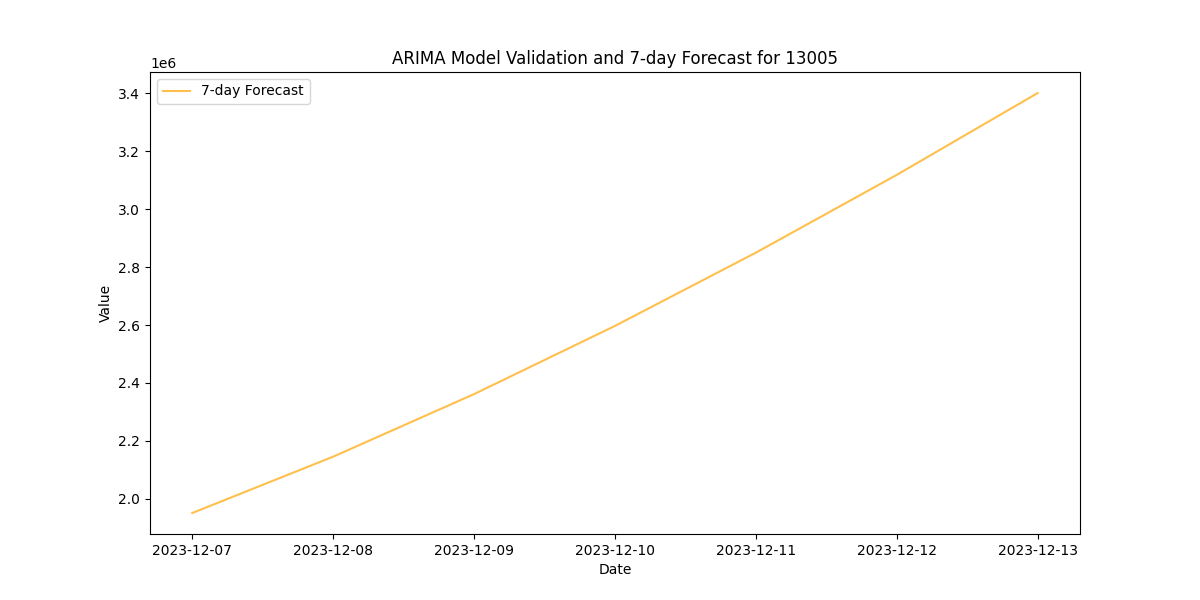 ARIMA Model Validation and 7-day Forecast for 13005
1e6
7-day Forecast
3.4
3.2
3.0
2.8
2.6
2.4
2.2
2.0
Value
2023-12-07 2023-12-08 2023-12-09 2023-12-10 2023-12-11 2023-12-12 2023-12-13
Date